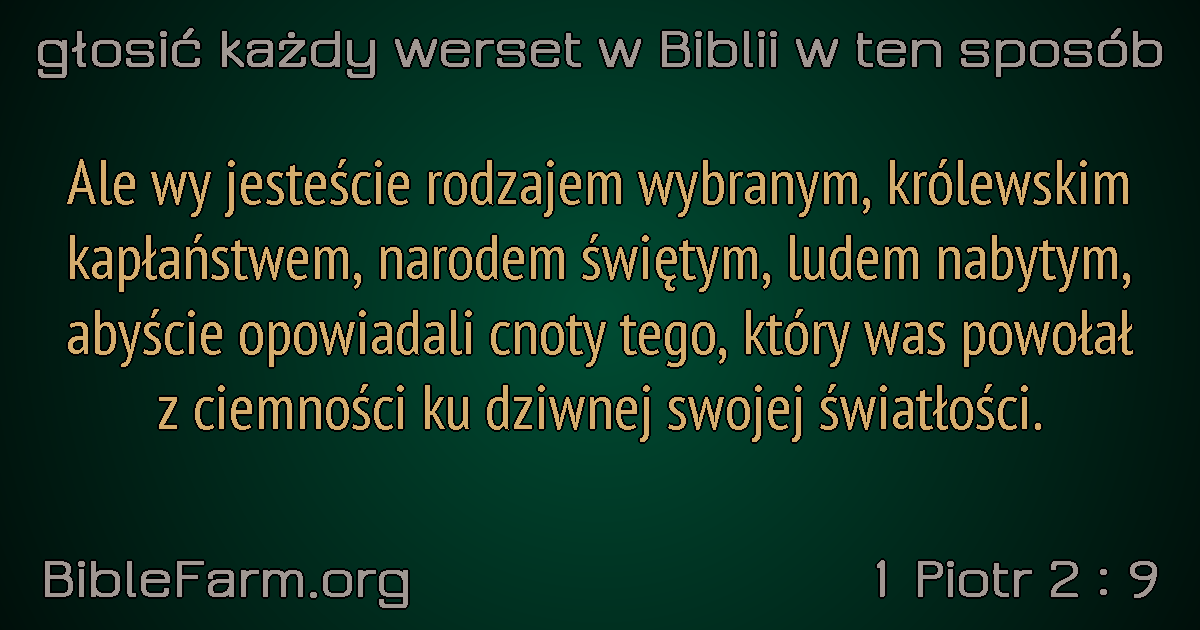 głosić każdy werset w Biblii w ten sposób
Ale wy jesteście rodzajem wybranym, królewskim
kapłaństwem, narodem świętym, ludem nabytym,
abyście opowiadali cnoty tego, który was powołał
z ciemności ku dziwnej swojej światłości.
BibleFarm.org
1 Piotr 2 : 9